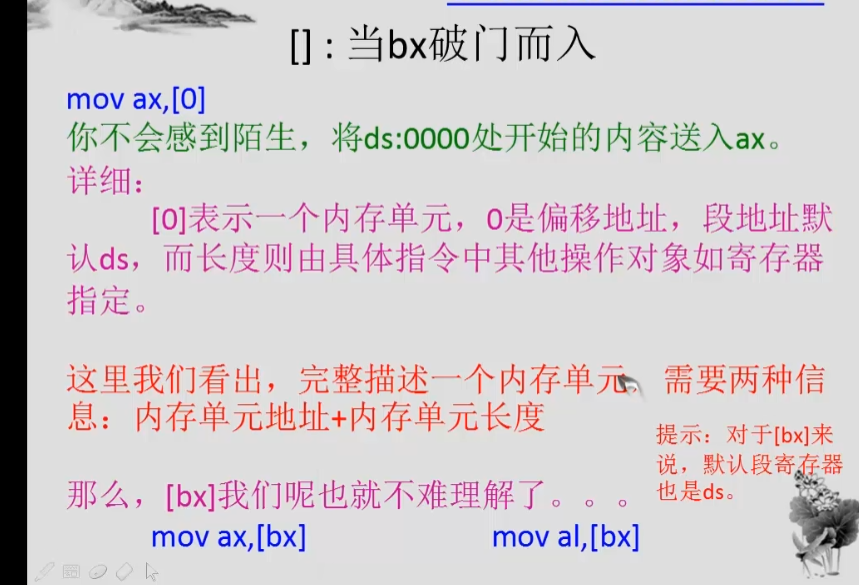 [] : 当bx破门而入
mov ax,[0]
你不会感到陌生，将ds:0000处开始的内容送入ax。
详细：
[0]表示一个内存单元，0是偏移地址，段地址默
认ds，而长度则由具体指令中其他操作对象如寄存器
指定。
这里我们看出，完整描述一个内存单元 需要两种信
息：内存单元地址+内存单元长度
提示：对于[bx]来
说，默认段寄存器
也是ds。
那么，[bx]我们呢也就不难理解了。。。
mov ax,[bx]
mov al,[bx]